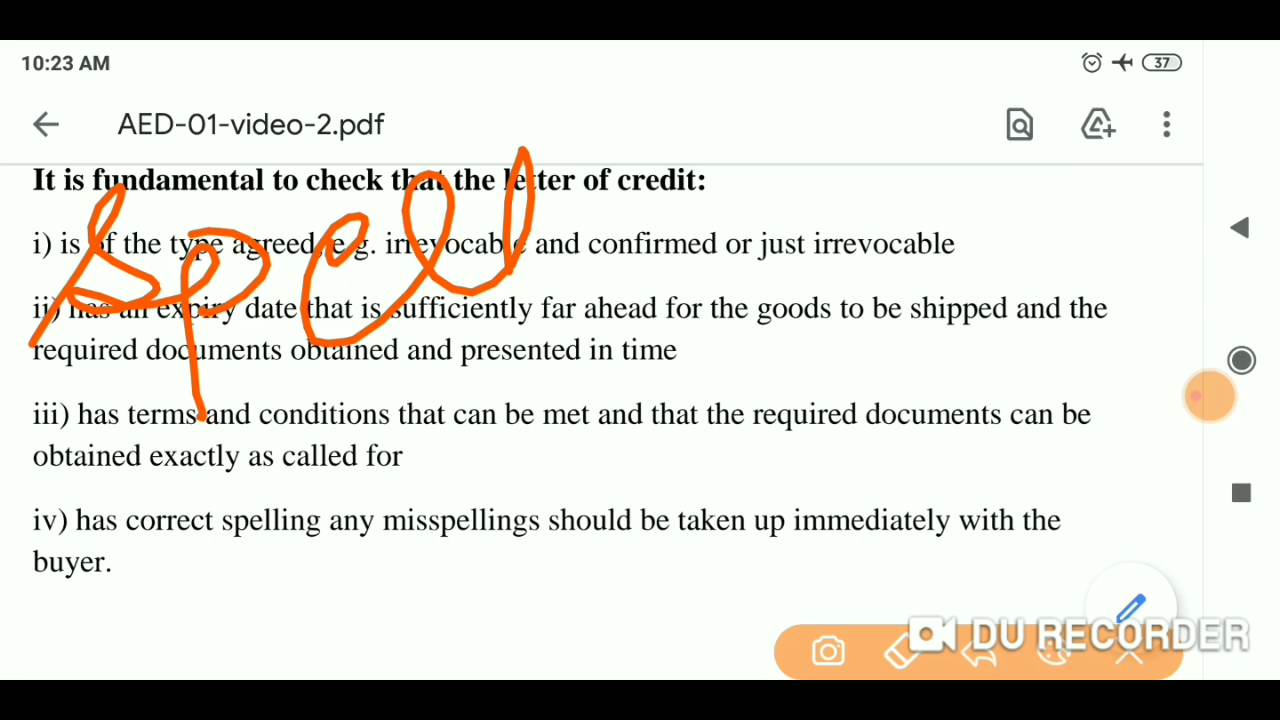 10:23 AM
37
AED-01-video-2.pdf
It is fundamental to check that the letter of credit:
i) is of the type agreed, e.g. irrevocable and confirmed or just irrevocable
ii) has an expiry date that is sufficiently far ahead for the goods to be shipped and the
required documents obtained and presented in time
iii) has terms and conditions that can be met and that the required documents can be
obtained exactly as called for
iv) has correct spelling any misspellings should be taken up immediately with the
buyer.
Spell
DU RECORDER